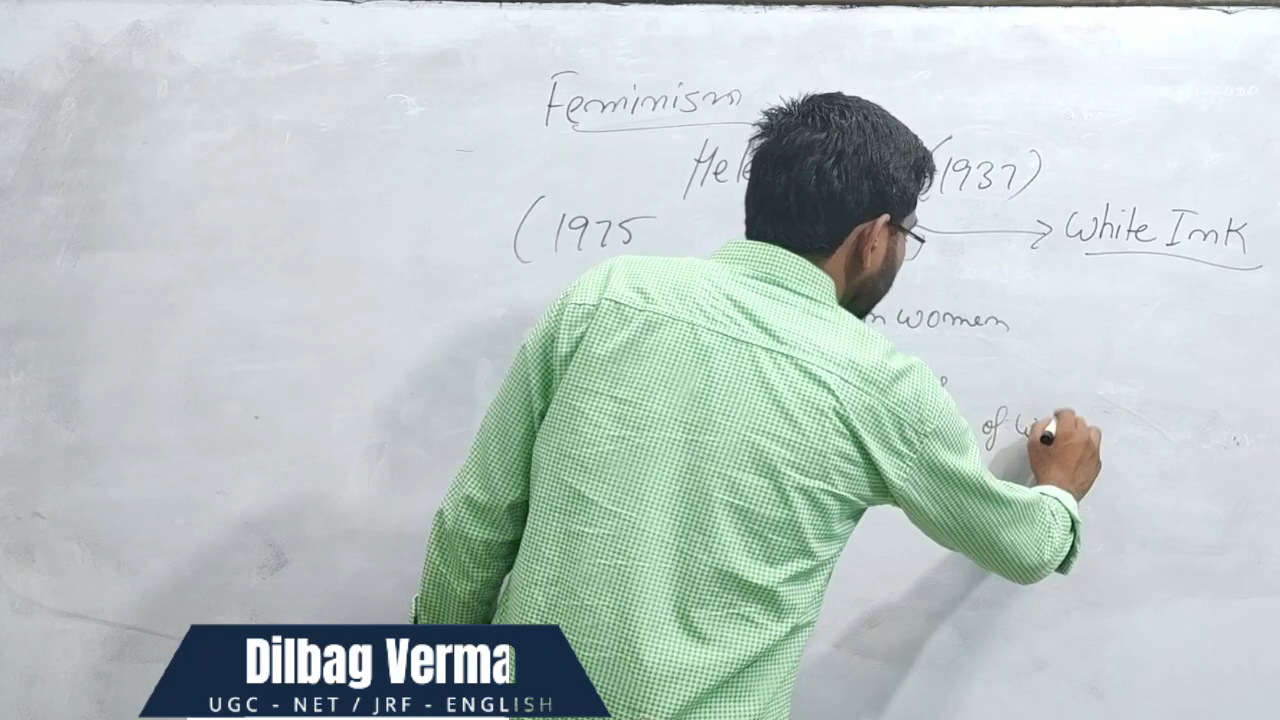 Feminism
Hele (1937)
(1975 → White Ink
n women
of w
Dilbag Verma
UGC - NET / JRF - ENGLISH